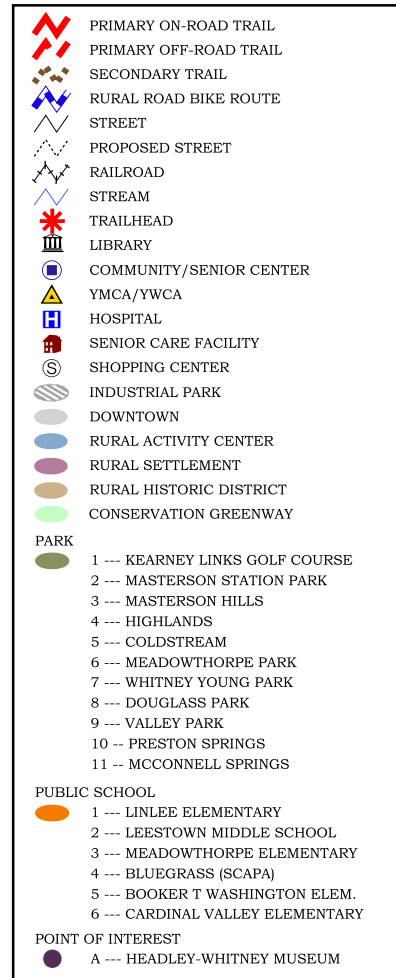 PRIMARY ON-ROAD TRAIL
PRIMARY OFF-ROAD TRAIL
SECONDARY TRAIL
RURAL ROAD BIKE ROUTE
STREET
PROPOSED STREET
RAILROAD
STREAM
TRAILHEAD
LIBRARY
COMMUNITY/SENIOR CENTER
YMCA/YWCA
H HOSPITAL
SENIOR CARE FACILITY
S SHOPPING CENTER
INDUSTRIAL PARK
DOWNTOWN
RURAL ACTIVITY CENTER
RURAL SETTLEMENT
RURAL HISTORIC DISTRICT
CONSERVATION GREENWAY
PARK
1 --- KEARNEY LINKS GOLF COURSE
2 --- MASTERSON STATION PARK
3 --- MASTERSON HILLS
4 --- HIGHLANDS
5 --- COLDSTREAM
6 --- MEADOWTHORPE PARK
7 --- WHITNEY YOUNG PARK
8 --- DOUGLASS PARK
9 --- VALLEY PARK
10 -- PRESTON SPRINGS
11 -- MCCONNELL SPRINGS
PUBLIC SCHOOL
1 --- LINLEE ELEMENTARY
2 --- LEESTOWN MIDDLE SCHOOL
3 --- MEADOWTHORPE ELEMENTARY
4 --- BLUEGRASS (SCAPA)
5 --- BOOKER T WASHINGTON ELEM.
6 --- CARDINAL VALLEY ELEMENTARY
POINT OF INTEREST
A --- HEADLEY-WHITNEY MUSEUM